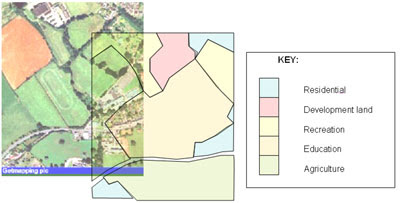 KEY:
Residential
Development land
Recreation
Education
Agriculture
Getmapping plc